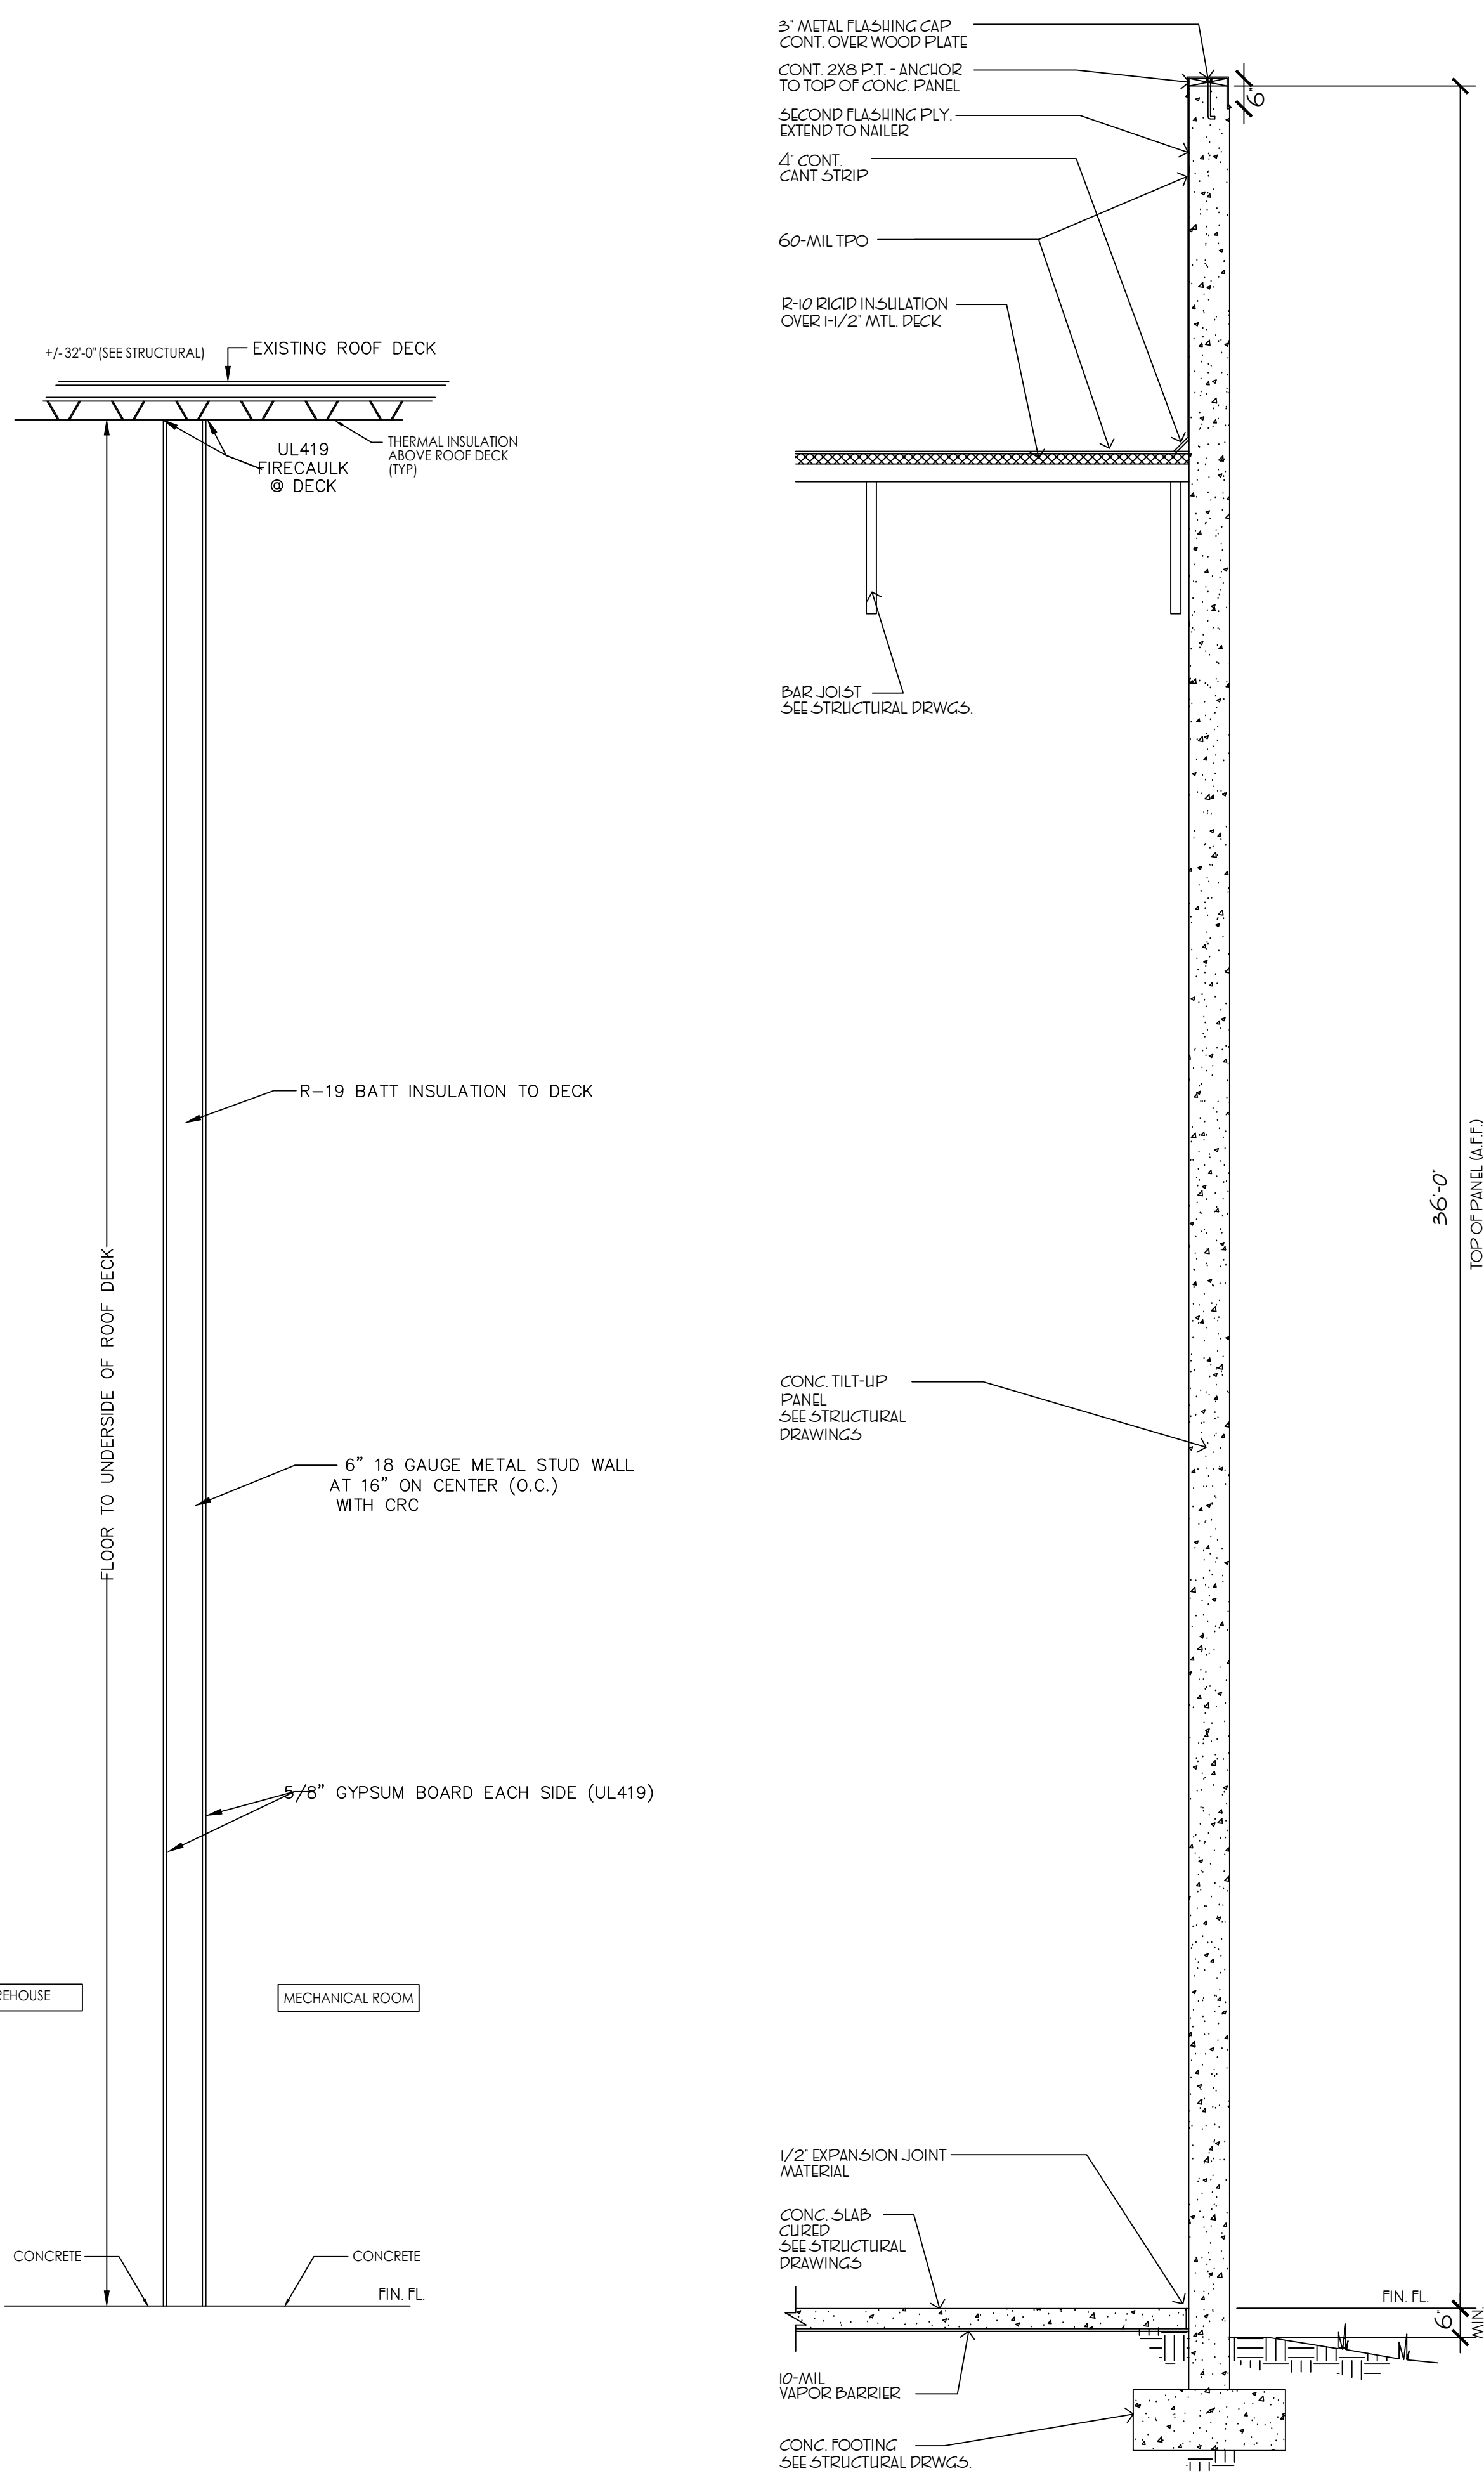 +/- 32'-0" (SEE STRUCTURAL)
EXISTING ROOF DECK
UL419
FIRECAULK
@ DECK
THERMAL INSULATION
ABOVE ROOF DECK
(TYP)
R-19 BATT INSULATION TO DECK
FLOOR TO UNDERSIDE OF ROOF DECK
6" 18 GAUGE METAL STUD WALL
AT 16" ON CENTER (O.C.)
WITH CRC
5/8" GYPSUM BOARD EACH SIDE (UL419)
REHOUSE
MECHANICAL ROOM
CONCRETE
CONCRETE
FIN. FL.
3" METAL FLASHING CAP
CONT. OVER WOOD PLATE
CONT. 2X8 P.T. - ANCHOR
TO TOP OF CONC. PANEL
SECOND FLASHING PLY.
EXTEND TO NAILER
4" CONT.
CANT STRIP
60-MIL TPO
R-10 RIGID INSULATION
OVER 1-1/2" MTL. DECK
6"
BAR JOIST
SEE STRUCTURAL DRWGS.
36'-0"
TOP OF PANEL (A.F.F.)
CONC. TILT-UP
PANEL
SEE STRUCTURAL
DRAWINGS
1/2" EXPANSION JOINT
MATERIAL
CONC. SLAB
CURED
SEE STRUCTURAL
DRAWINGS
FIN. FL.
6"
MIN.
10-MIL
VAPOR BARRIER
CONC. FOOTING
SEE STRUCTURAL DRWGS.